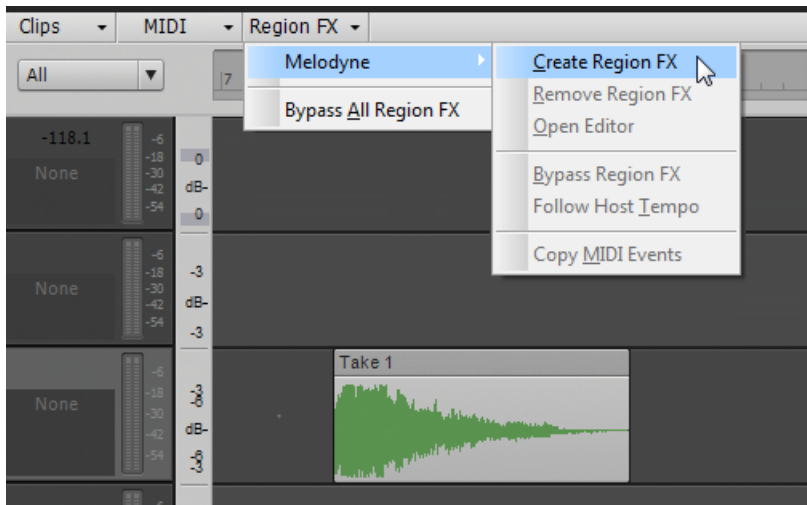 Clips MIDI Region FX
All
7
Melodyne
Bypass All Region FX
Create Region FX
Remove Region FX
Open Editor
Bypass Region FX
Follow Host Tempo
Copy MIDI Events
-118.1
None
-6
-18
-30
-42
-54
0
dB-
0
None
-6
-18
-30
-42
-54
-3
dB-
-3
Take 1
None
-6
-18
-30
-42
-54
dB-